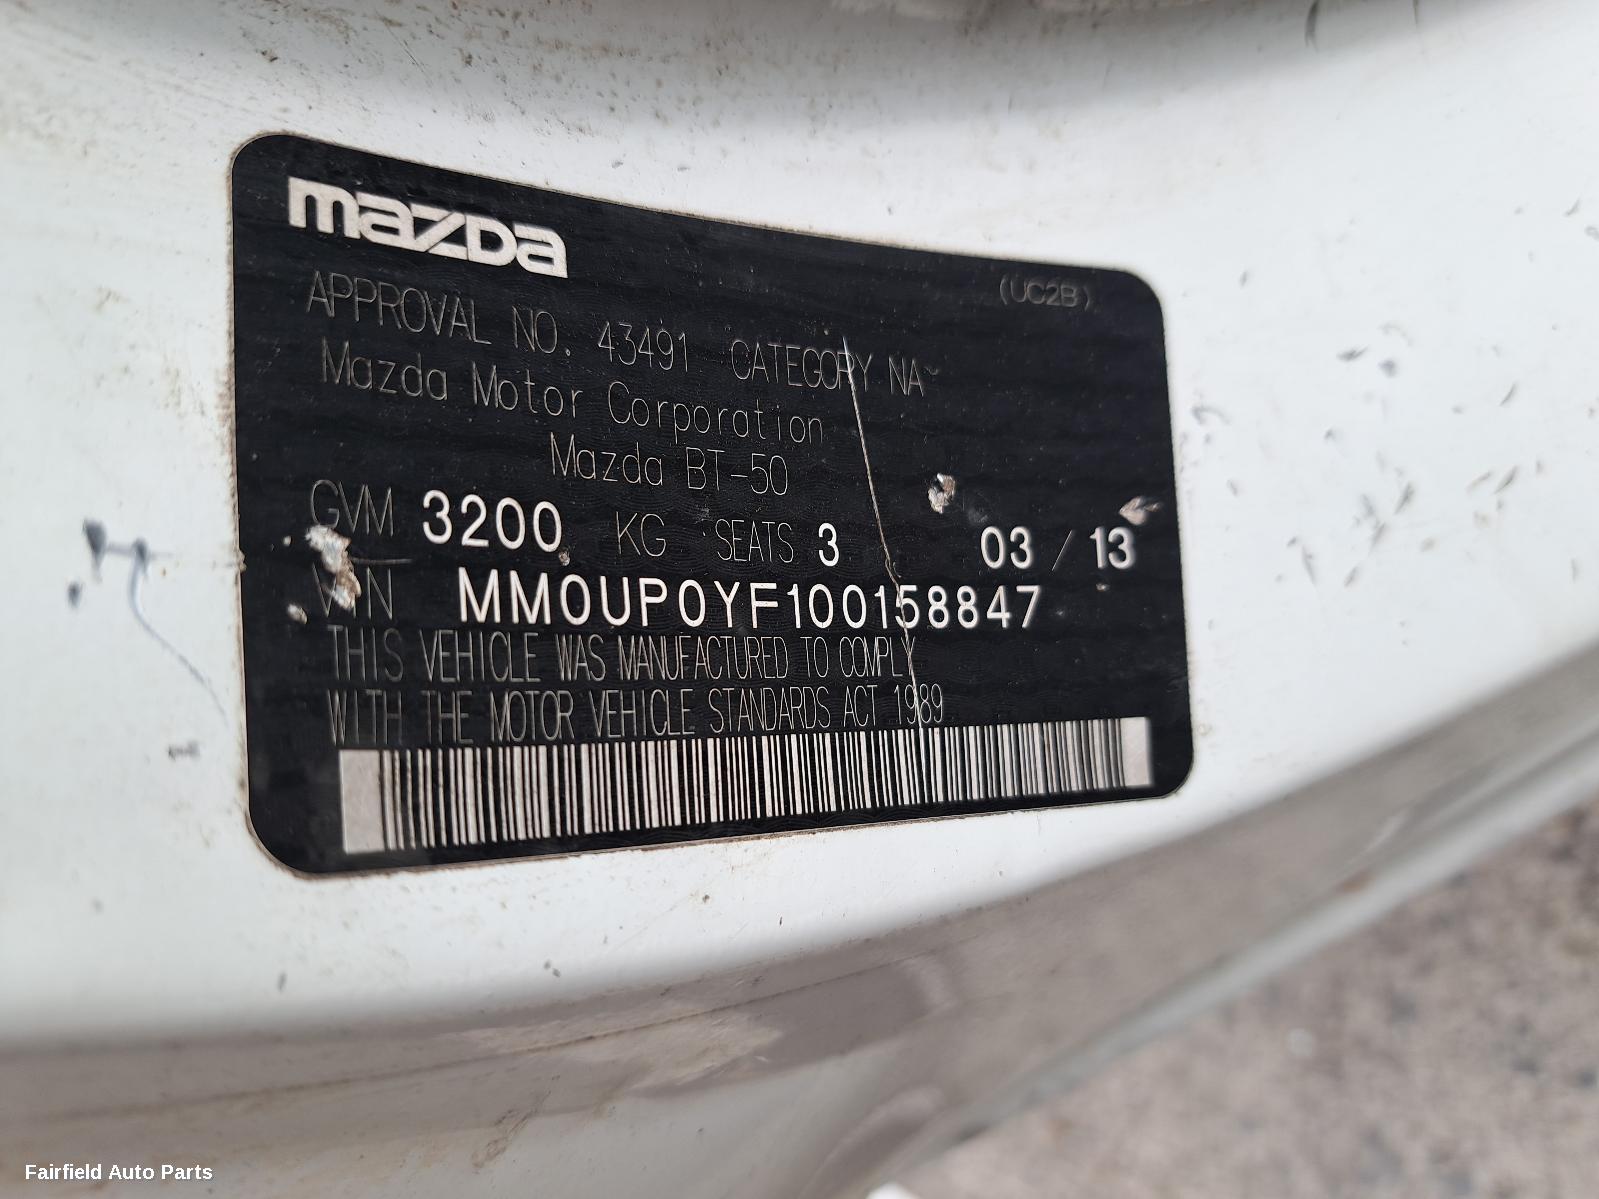 mazda
(UC2B)
APPROVAL NO. 43491 CATEGORY NA
Mazda Motor Corporation
Mazda BT-50
GVM 3200 KG SEATS 3 03 / 13
VIN MM0UP0YF100158847
THIS VEHICLE WAS MANUFACTURED TO COMPLY
WITH THE MOTOR VEHICLE STANDARDS ACT 1989
Fairfield Auto Parts